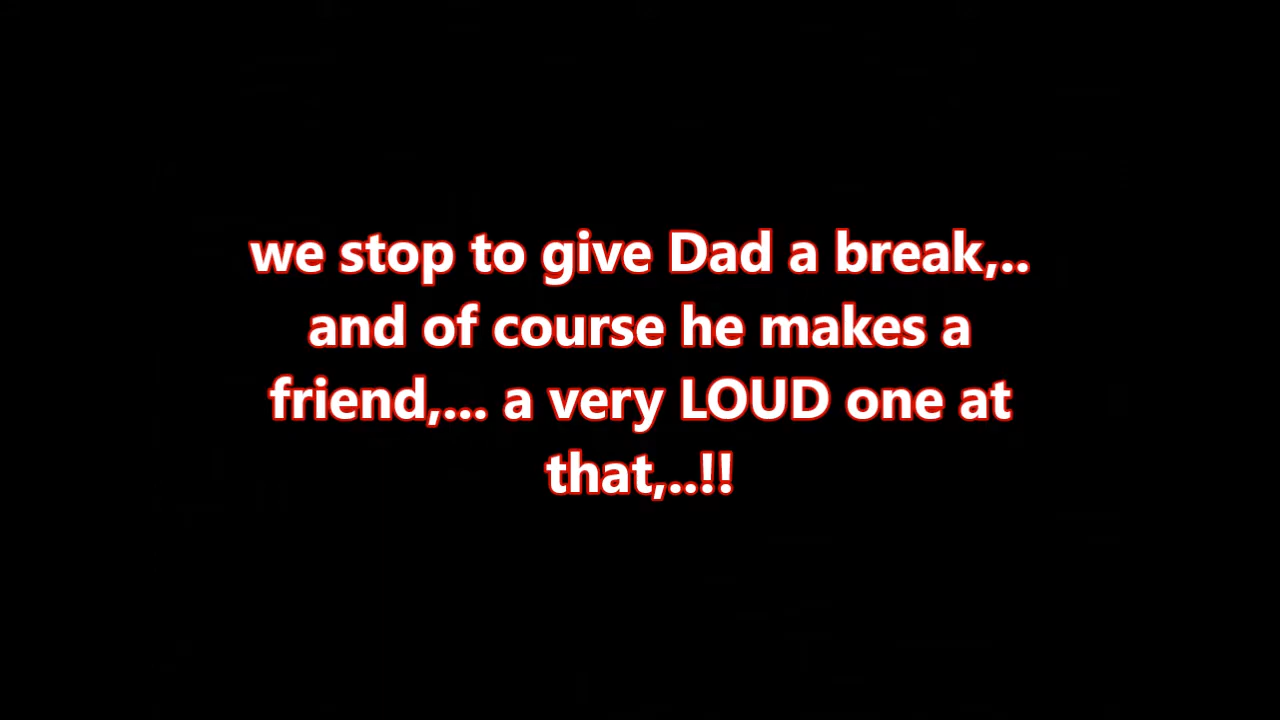 we stop to give Dad a break,..
and of course he makes a
friend,... a very LOUD one at
that,..!!